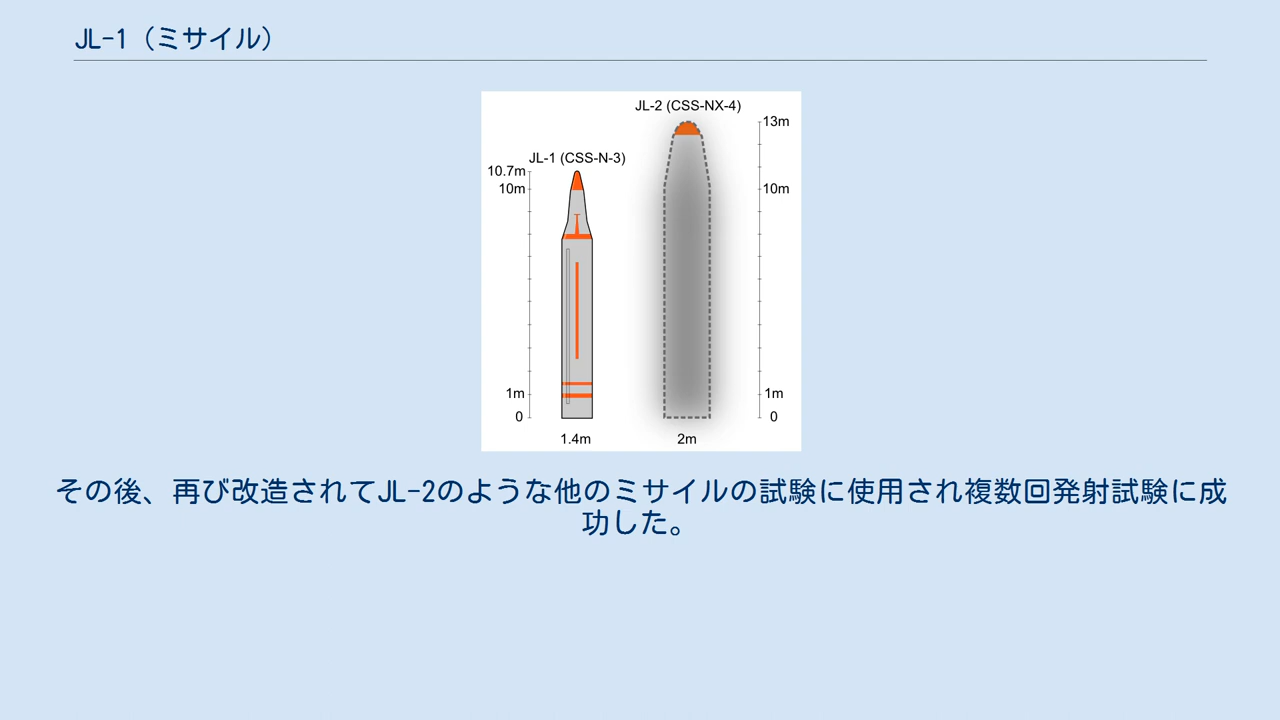 JL-1（ミサイル）
JL-2 (CSS-NX-4)
13m
JL-1 (CSS-N-3)
10.7m
10m
10m
1m
1m
0
0
1.4m
2m
その後、再び改造されてJL-2のような他のミサイルの試験に使用され複数回発射試験に成
功した。